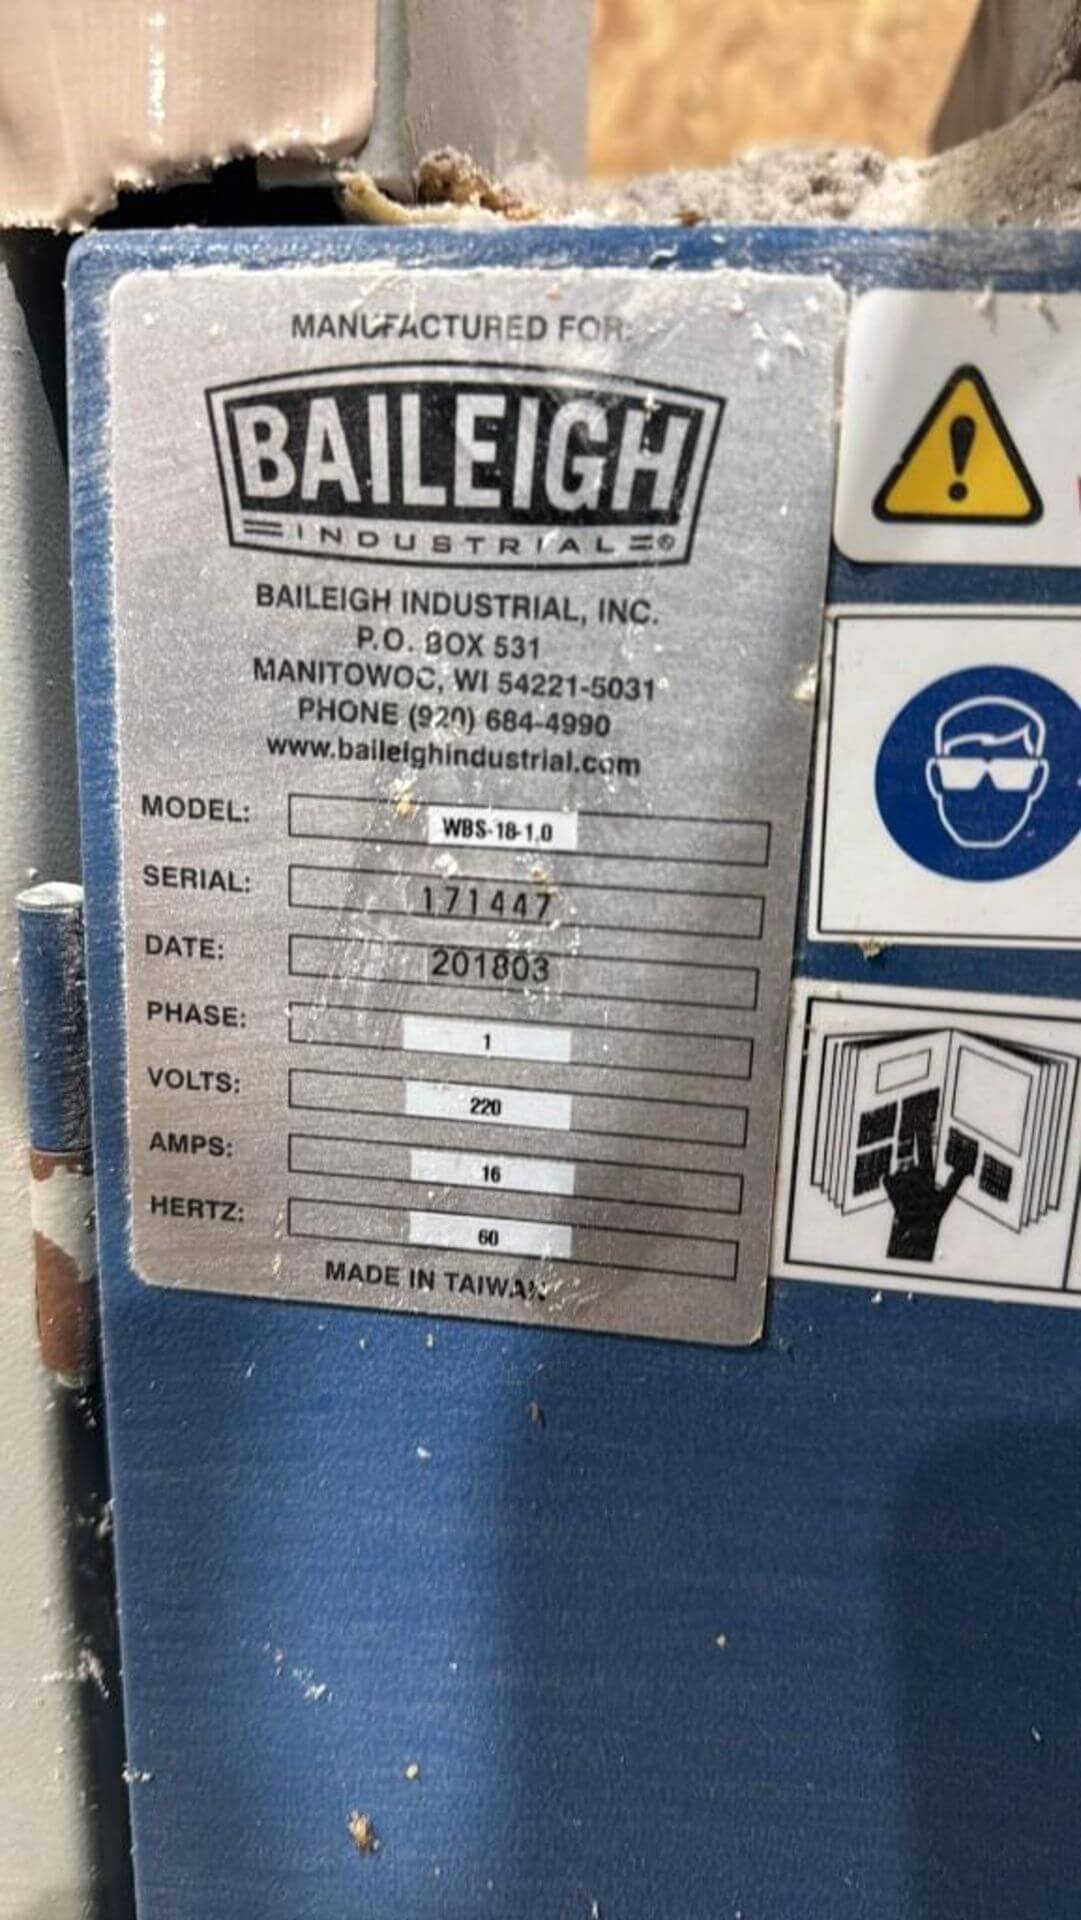 MANUFACTURED FOR:
BAILEIGH
INDUSTRIAL®
BAILEIGH INDUSTRIAL, INC.
P.O. BOX 531
MANITOWOC, WI 54221-5031
PHONE (920) 684-4990
www.baileighindustrial.com
MODEL: WBS-18-1.0
SERIAL: 171447
DATE: 201803
PHASE: 1
VOLTS: 220
AMPS: 16
HERTZ: 60
MADE IN TAIWAN